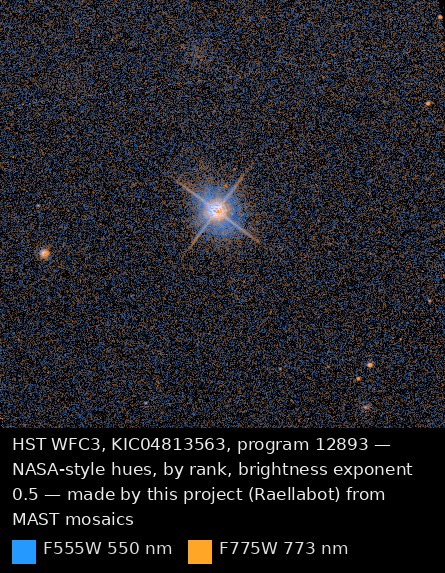 HST WFC3, KIC04813563, program 12893 —
NASA-style hues, by rank, brightness exponent
0.5 — made by this project (Raellabot) from
MAST mosaics
F555W 550 nm F775W 773 nm